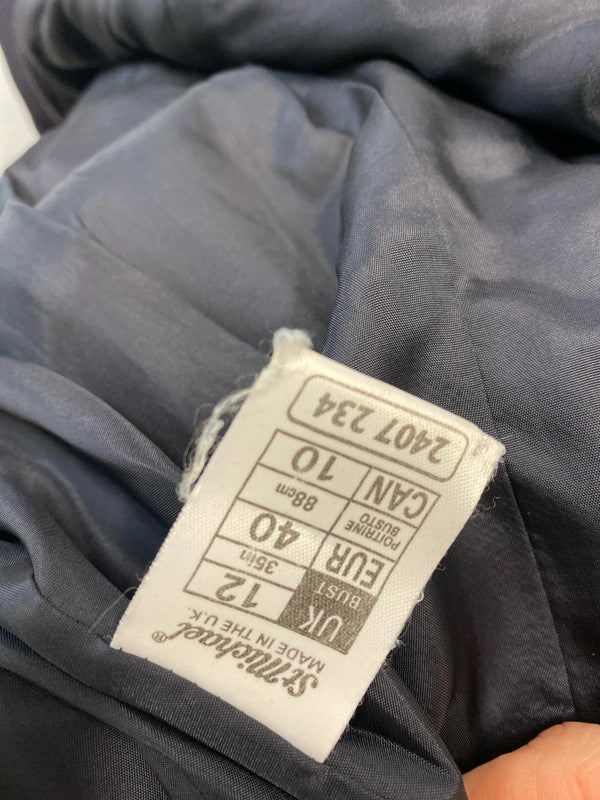 St Michael®
MADE IN THE U.K.
UK 12
BUST 35in
EUR 40
POITRINE BUSTO 88cm
CAN 10
2407 234